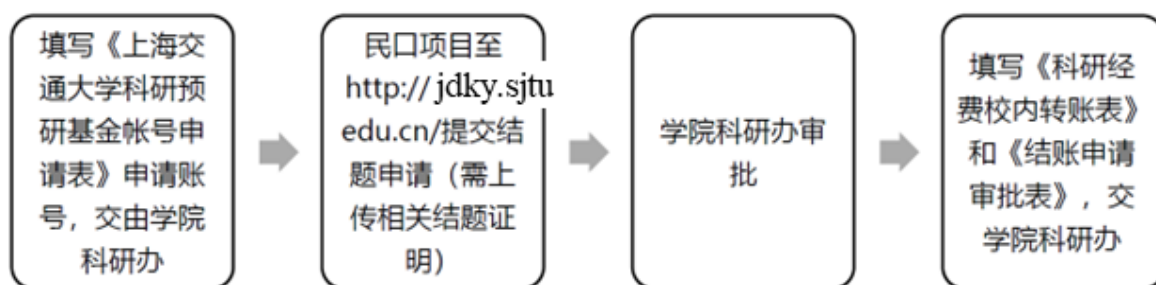 填写《上海交
通大学科研预
研基金帐号申
请表》申请账
号，交由学院
科研办
民口项目至
http://jdky.sjtu
edu.cn/提交结
题申请（需上
传相关结题证
明）
学院科研办审
批
填写《科研经
费校内转账表》
和《结账申请
审批表》，交
学院科研办